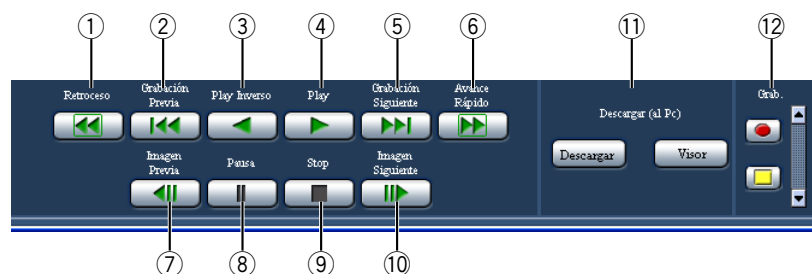 ① ② ③ ④ ⑤ ⑥ ⑪ ⑫
Retroceso
Grabación
Previa
Play Inverso
Play
Grabación
Siguiente
Avance
Rápido
Descargar (al Pc)
Grab.
Descargar
Visor
Imagen
Previa
Pausa
Stop
Imagen
Siguiente
⑦ ⑧ ⑨ ⑩